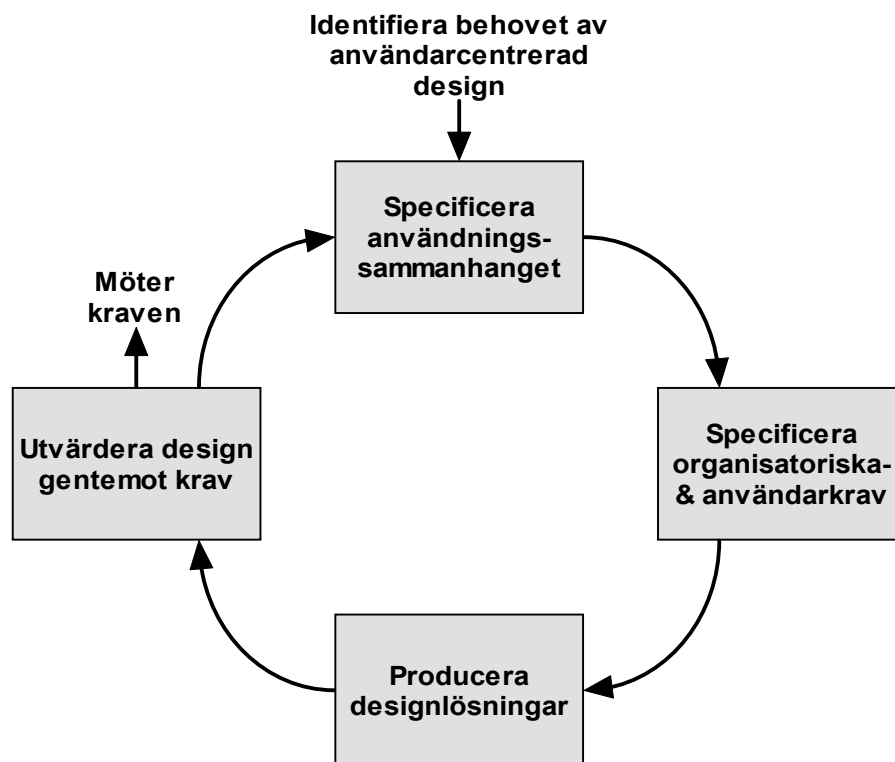 Identifiera behovet av
användarcentrerad
design
Specificera
användnings-
sammanhanget
Möter
kraven
Utvärdera design
gentemot krav
Specificera
organisatoriska-
& användarkrav
Producera
designlösningar